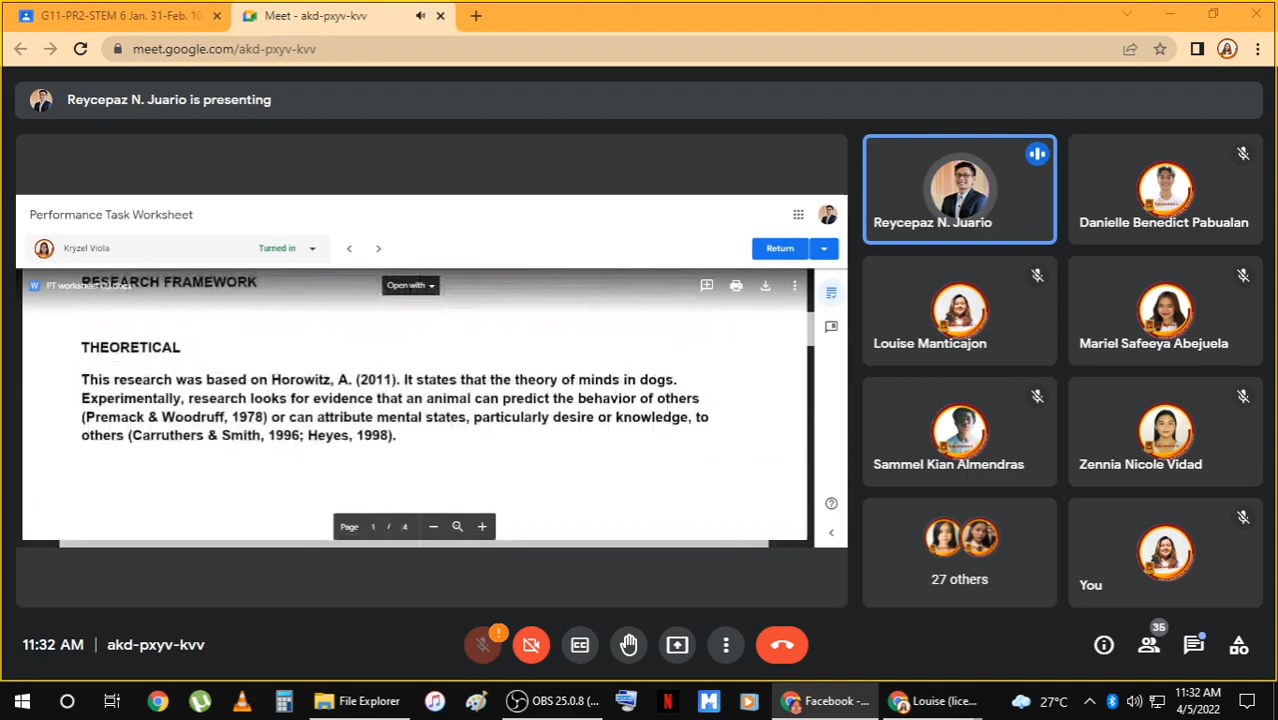 G11-PR2-STEM 6 Jan. 31-Feb. 10
Meet - akd-pxyv-kvv
meet.google.com/akd-pxyv-kvv
Reycepaz N. Juario is presenting
Performance Task Worksheet
Kryzel Viola
Turned in
Return
RESEARCH FRAMEWORK
Open with
THEORETICAL
This research was based on Horowitz, A. (2011). It states that the theory of minds in dogs.
Experimentally, research looks for evidence that an animal can predict the behavior of others
(Premack & Woodruff, 1978) or can attribute mental states, particularly desire or knowledge, to
others (Carruthers & Smith, 1996; Heyes, 1998).
Page 1 / 4
Reycepaz N. Juario
Danielle Benedict Pabualan
Louise Manticajon
Mariel Safeeya Abejuela
Sammel Kian Almendras
Zennia Nicole Vidad
27 others
You
11:32 AM | akd-pxyv-kvv
35
File Explorer
OBS 25.0.8 (...
Facebook -...
Louise (lice...
27°C
11:32 AM
4/5/2022